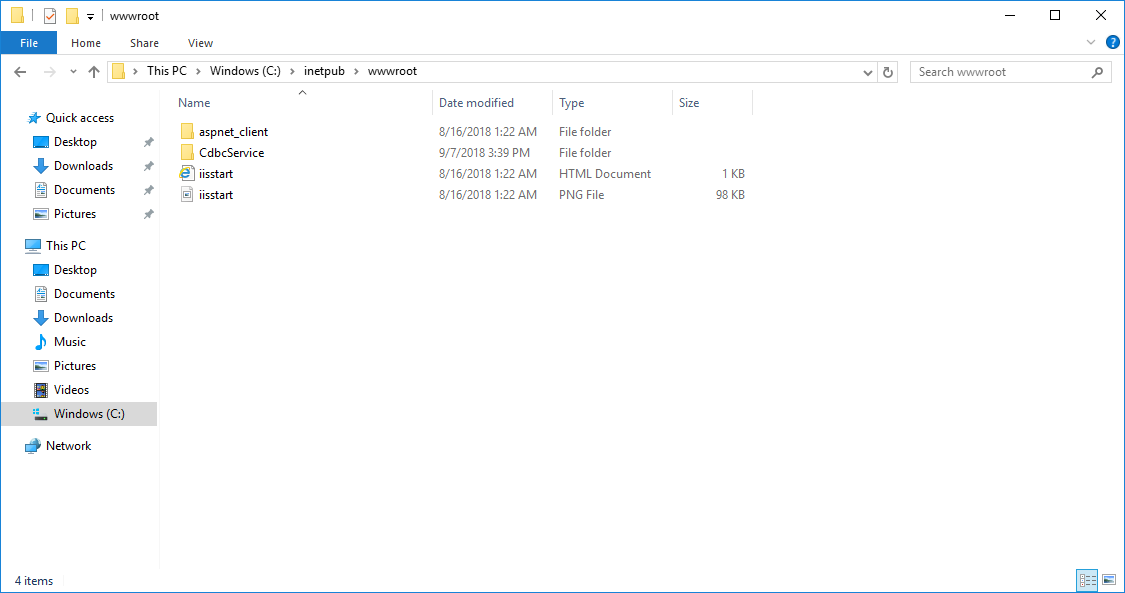 wwwroot
File Home Share View
?
This PC Windows (C:) inetpub wwwroot Search wwwroot
Name Date modified Type Size
Quick access
Desktop
Downloads
Documents
Pictures
This PC
Desktop
Documents
Downloads
Music
Pictures
Videos
Windows (C:)
Network
aspnet_client 8/16/2018 1:22 AM File folder
CdbcService 9/7/2018 3:39 PM File folder
iisstart 8/16/2018 1:22 AM HTML Document 1 KB
iisstart 8/16/2018 1:22 AM PNG File 98 KB
4 items